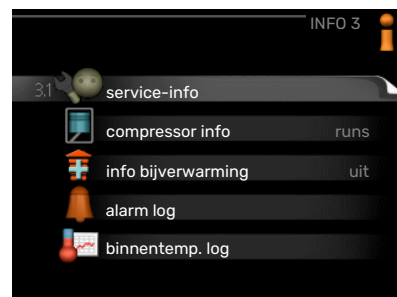 INFO 3
3.1 service-info
compressor info runs
info bijverwarming uit
alarm log
binnentemp. log